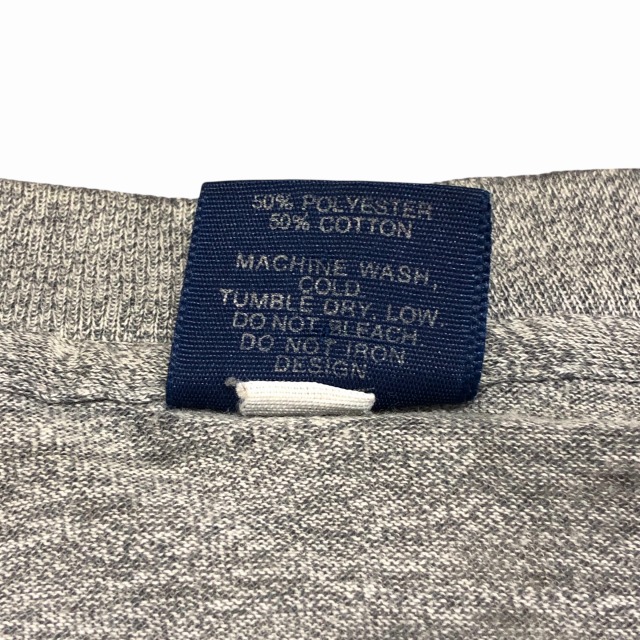 50% POLYESTER
50% COTTON
MACHINE WASH,
COLD.
TUMBLE DRY, LOW.
DO NOT BLEACH
DO NOT IRON
DESIGN